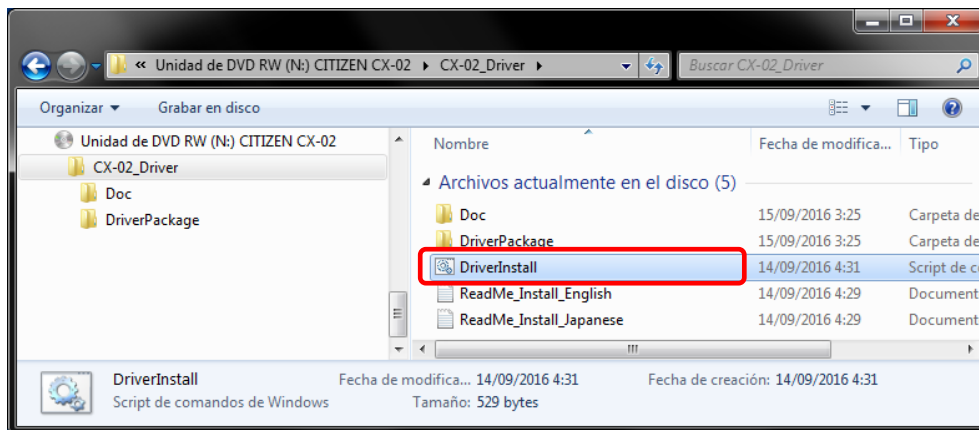 « Unidad de DVD RW (N:) CITIZEN CX-02 ▸ CX-02_Driver ▸
Buscar CX-02_Driver
Organizar ▼ Grabar en disco
Unidad de DVD RW (N:) CITIZEN CX-02
CX-02_Driver
Doc
DriverPackage
Nombre Fecha de modifica... Tipo
Archivos actualmente en el disco (5)
Doc 15/09/2016 3:25 Carpeta de
DriverPackage 15/09/2016 3:25 Carpeta de
DriverInstall 14/09/2016 4:31 Script de c
ReadMe_Install_English 14/09/2016 4:29 Document
ReadMe_Install_Japanese 14/09/2016 4:29 Document
DriverInstall Fecha de modifica... 14/09/2016 4:31 Fecha de creación: 14/09/2016 4:31
Script de comandos de Windows Tamaño: 529 bytes